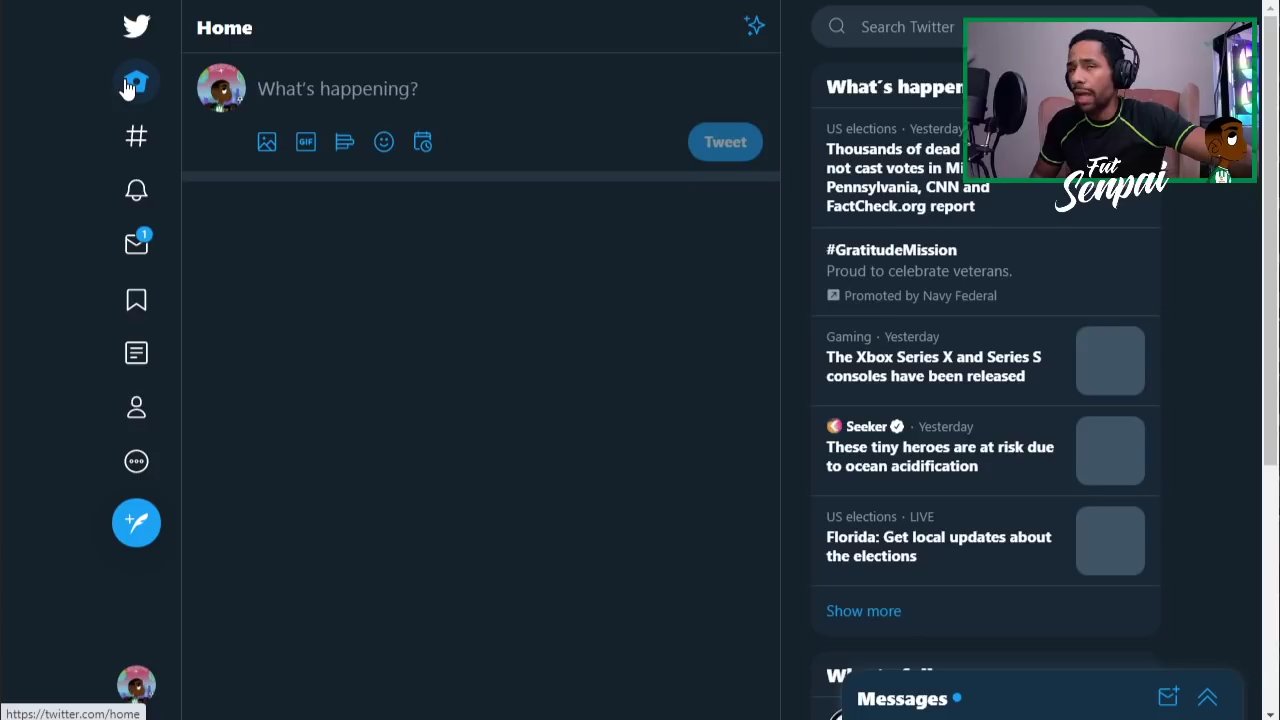 Home
What's happening?
GIF
Tweet
1
Search Twitter
What´s happen
US elections · Yesterday
Thousands of dead
not cast votes in Mi
Pennsylvania, CNN and
FactCheck.org report
#GratitudeMission
Proud to celebrate veterans.
Promoted by Navy Federal
Gaming · Yesterday
The Xbox Series X and Series S
consoles have been released
Seeker · Yesterday
These tiny heroes are at risk due
to ocean acidification
US elections · LIVE
Florida: Get local updates about
the elections
Show more
Messages
Fut
Senpai
https://twitter.com/home